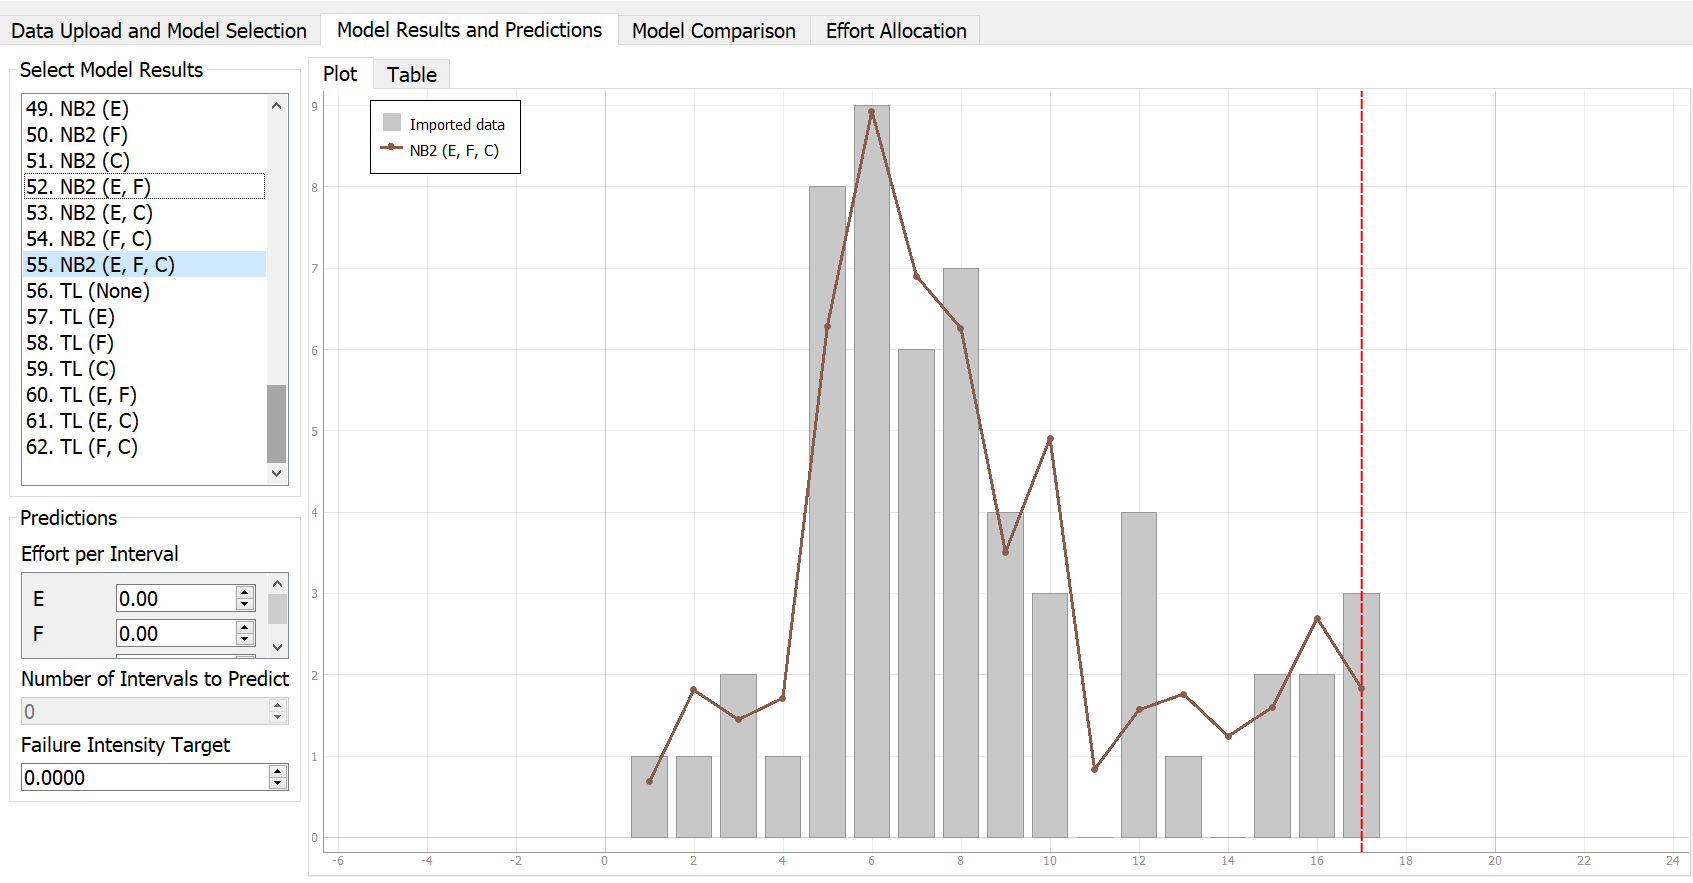 Data Upload and Model Selection
Model Results and Predictions
Model Comparison
Effort Allocation
Select Model Results
49. NB2 (E)
50. NB2 (F)
51. NB2 (C)
52. NB2 (E, F)
53. NB2 (E, C)
54. NB2 (F, C)
55. NB2 (E, F, C)
56. TL (None)
57. TL (E)
58. TL (F)
59. TL (C)
60. TL (E, F)
61. TL (E, C)
62. TL (F, C)
Predictions
Effort per Interval
E 0.00
F 0.00
Number of Intervals to Predict
0
Failure Intensity Target
0.0000
Plot
Table
Imported data
NB2 (E, F, C)
9
8
7
6
5
4
3
2
1
0
-6 -4 -2 0 2 4 6 8 10 12 14 16 18 20 22 24